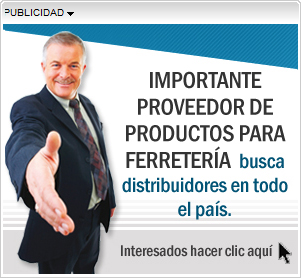 PUBLICIDAD
IMPORTANTE
PROVEEDOR DE
PRODUCTOS PARA
FERRETERÍA busca
distribuidores en todo
el país.
Interesados hacer clic aquí